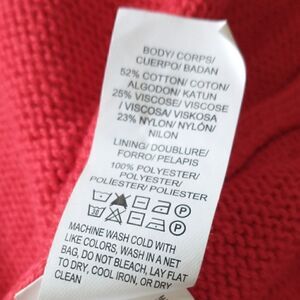 BODY/ CORPS/
CUERPO/ BADAN
52% COTTON/ COTON/
ALGODON/ KATUN
25% VISCOSE/ VISCOSE
/ VISCOSA/ VISKOSA
/ 23% NYLON/ NYLÓN/
NILON
LINING/ DOUBLURE/
FORRO/ PELAPIS
100% POLYESTER/
POLYESTER/
POLIÉSTER/ POLIESTER
MACHINE WASH COLD WITH
LIKE COLORS, WASH IN A NET
BAG, DO NOT BLEACH, LAY FLAT
TO DRY, COOL IRON, OR DRY
CLEAN